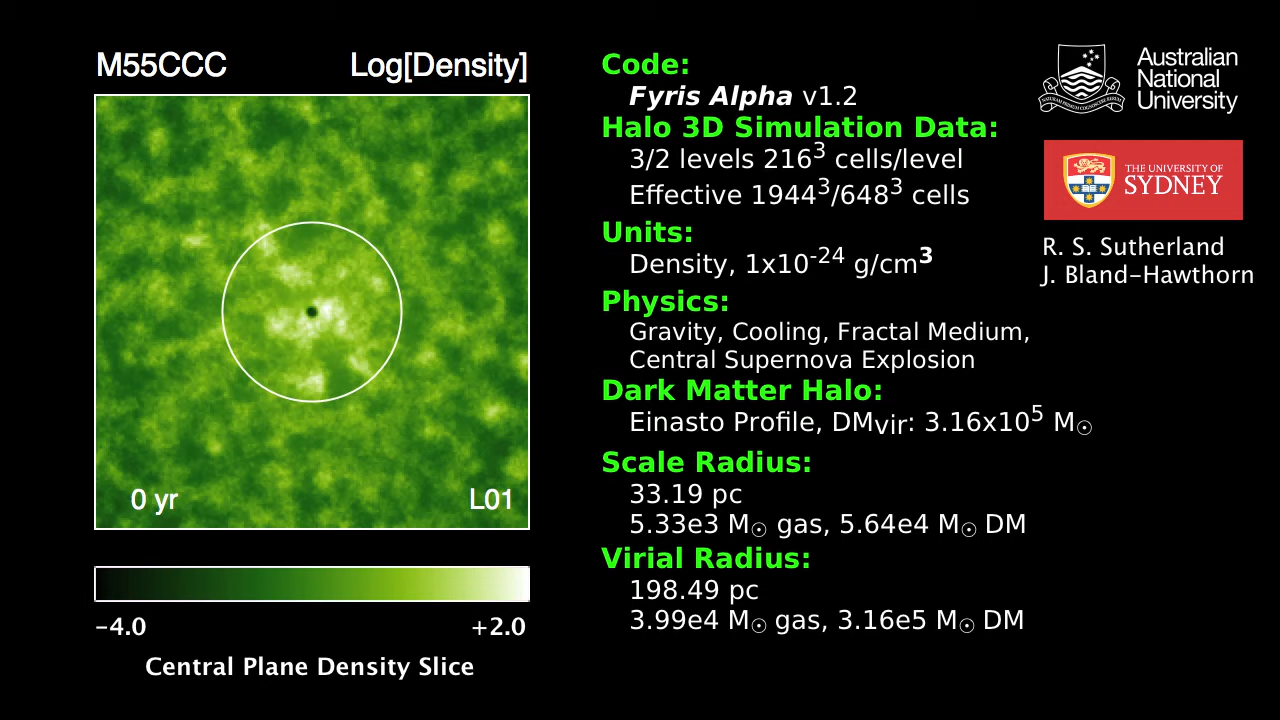 M55CCC Log[Density]
0 yr L01
−4.0 +2.0
Central Plane Density Slice
Code:
Fyris Alpha v1.2
Halo 3D Simulation Data:
3/2 levels 216³ cells/level
Effective 1944³/648³ cells
Units:
Density, 1x10⁻²⁴ g/cm³
Physics:
Gravity, Cooling, Fractal Medium,
Central Supernova Explosion
Dark Matter Halo:
Einasto Profile, DMvir: 3.16x10⁵ M☉
Scale Radius:
33.19 pc
5.33e3 M☉ gas, 5.64e4 M☉ DM
Virial Radius:
198.49 pc
3.99e4 M☉ gas, 3.16e5 M☉ DM
Australian
National
University
THE UNIVERSITY OF
SYDNEY
R. S. Sutherland
J. Bland−Hawthorn